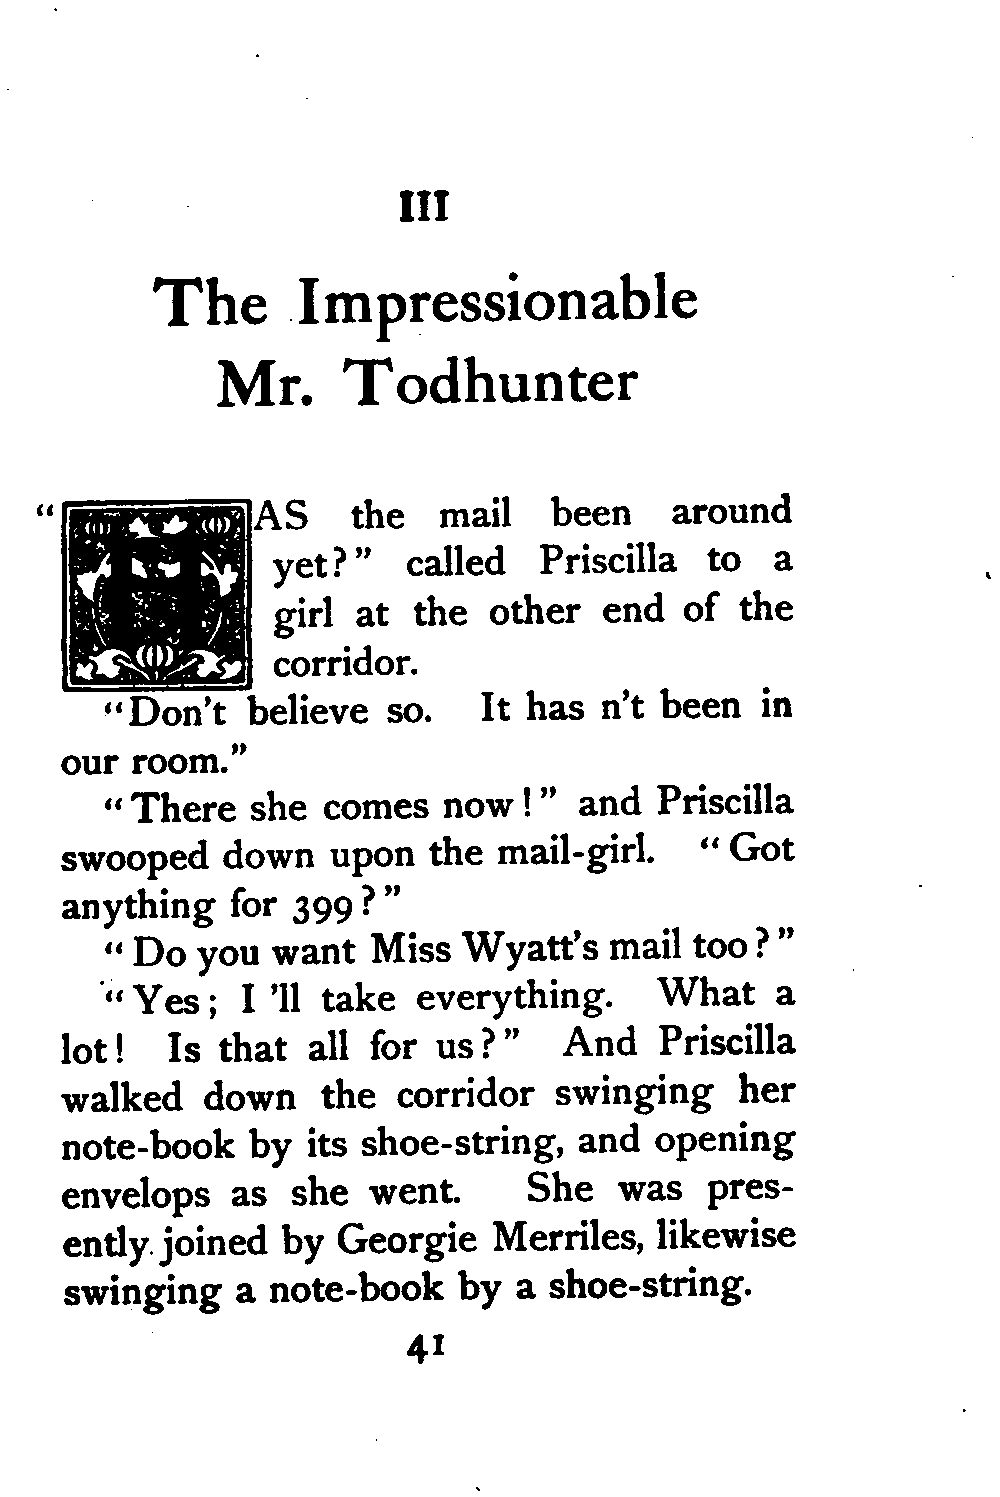 III
The Impressionable
Mr. Todhunter
“HAS the mail been around
yet?” called Priscilla to a
girl at the other end of the
corridor.
“Don't believe so. It has n't been in
our room.”
“There she comes now!” and Priscilla
swooped down upon the mail-girl. “Got
anything for 399?”
“Do you want Miss Wyatt's mail too?”
“Yes; I 'll take everything. What a
lot! Is that all for us?” And Priscilla
walked down the corridor swinging her
note-book by its shoe-string, and opening
envelops as she went. She was pres-
ently joined by Georgie Merriles, likewise
swinging a note-book by a shoe-string.
41